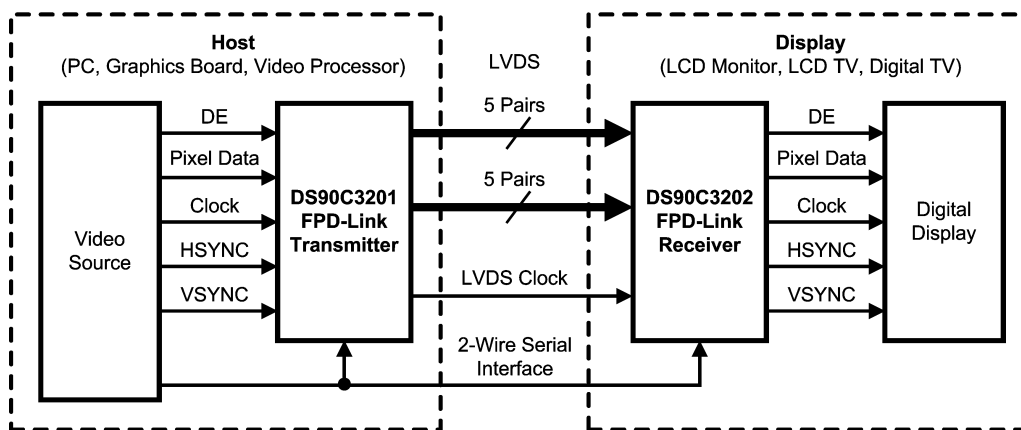 Host
(PC, Graphics Board, Video Processor)
LVDS
Display
(LCD Monitor, LCD TV, Digital TV)
Video
Source
DE
Pixel Data
Clock
HSYNC
VSYNC
DS90C3201
FPD-Link
Transmitter
5 Pairs
5 Pairs
LVDS Clock
2-Wire Serial
Interface
DS90C3202
FPD-Link
Receiver
DE
Pixel Data
Clock
HSYNC
VSYNC
Digital
Display